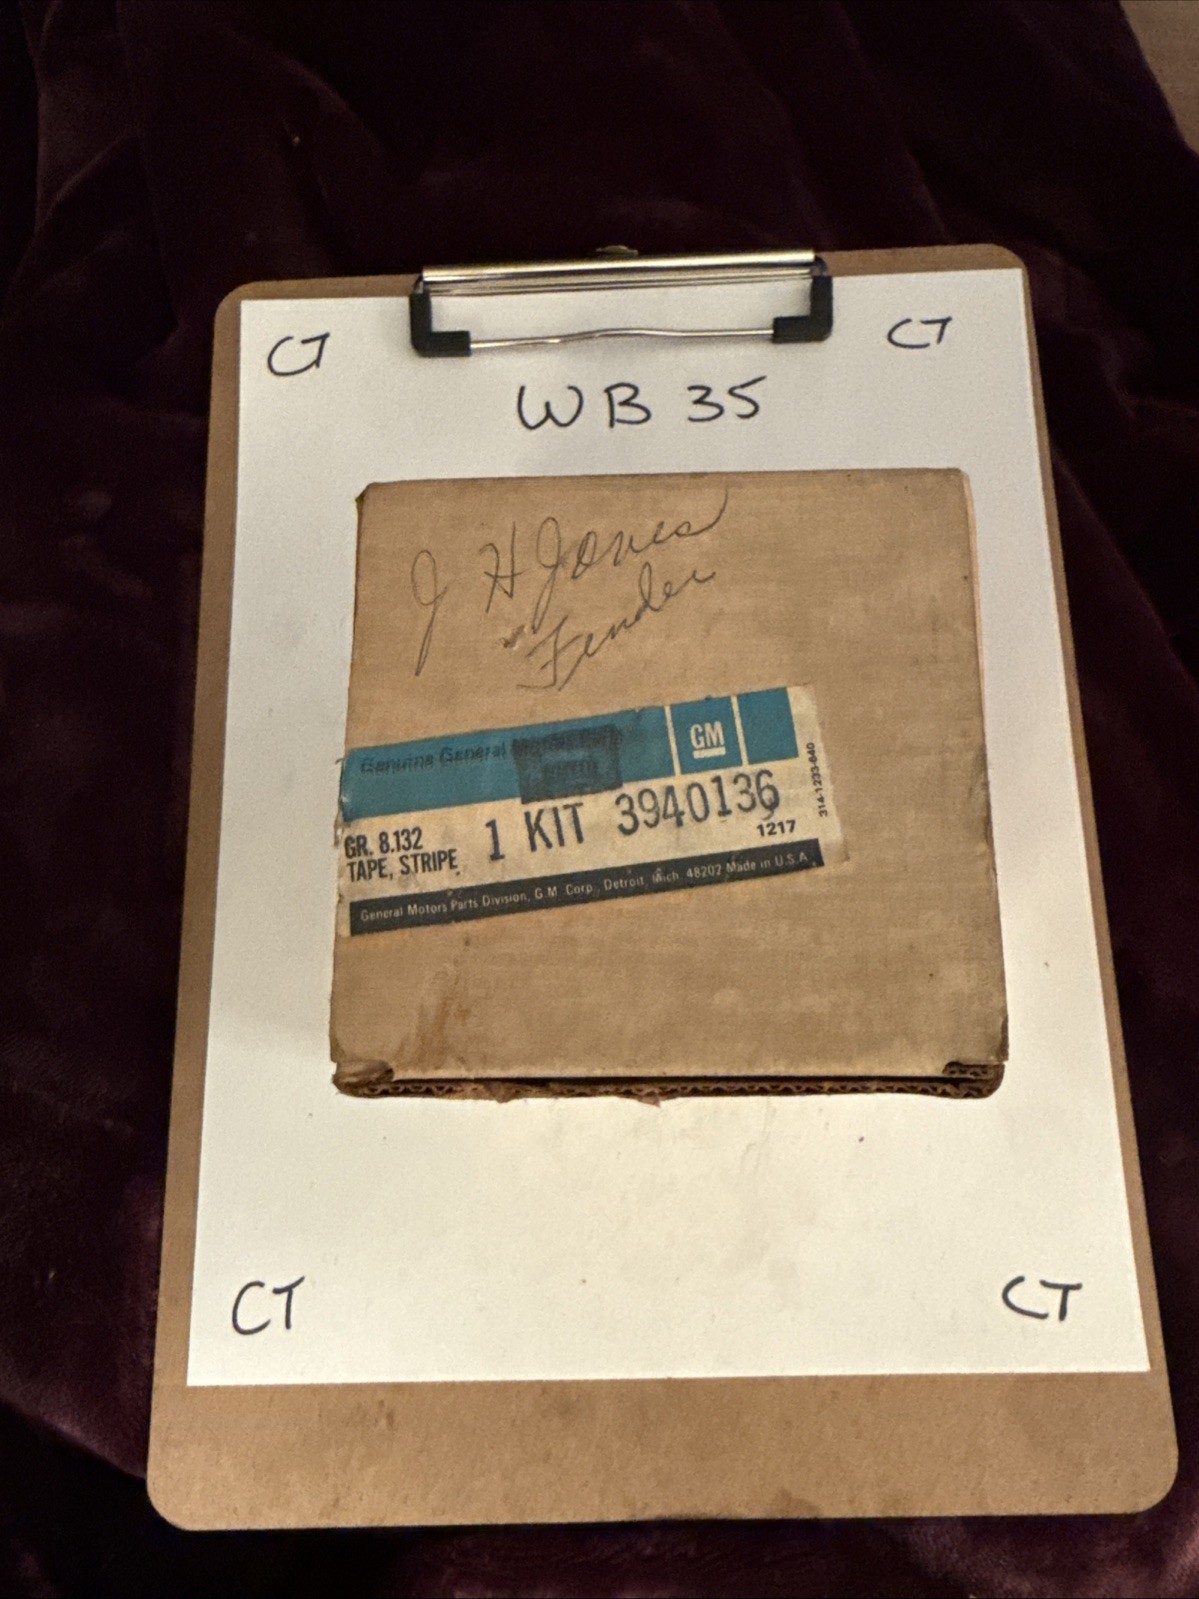 CT
CT
WB 35
J H Jones
Fender
Genuine General
GM
GR. 8.132
TAPE, STRIPE
1 KIT 3940136
1217
314-1233-640
General Motors Parts Division, G.M. Corp., Detroit, Mich. 48202 Made in U.S.A.
CT
CT